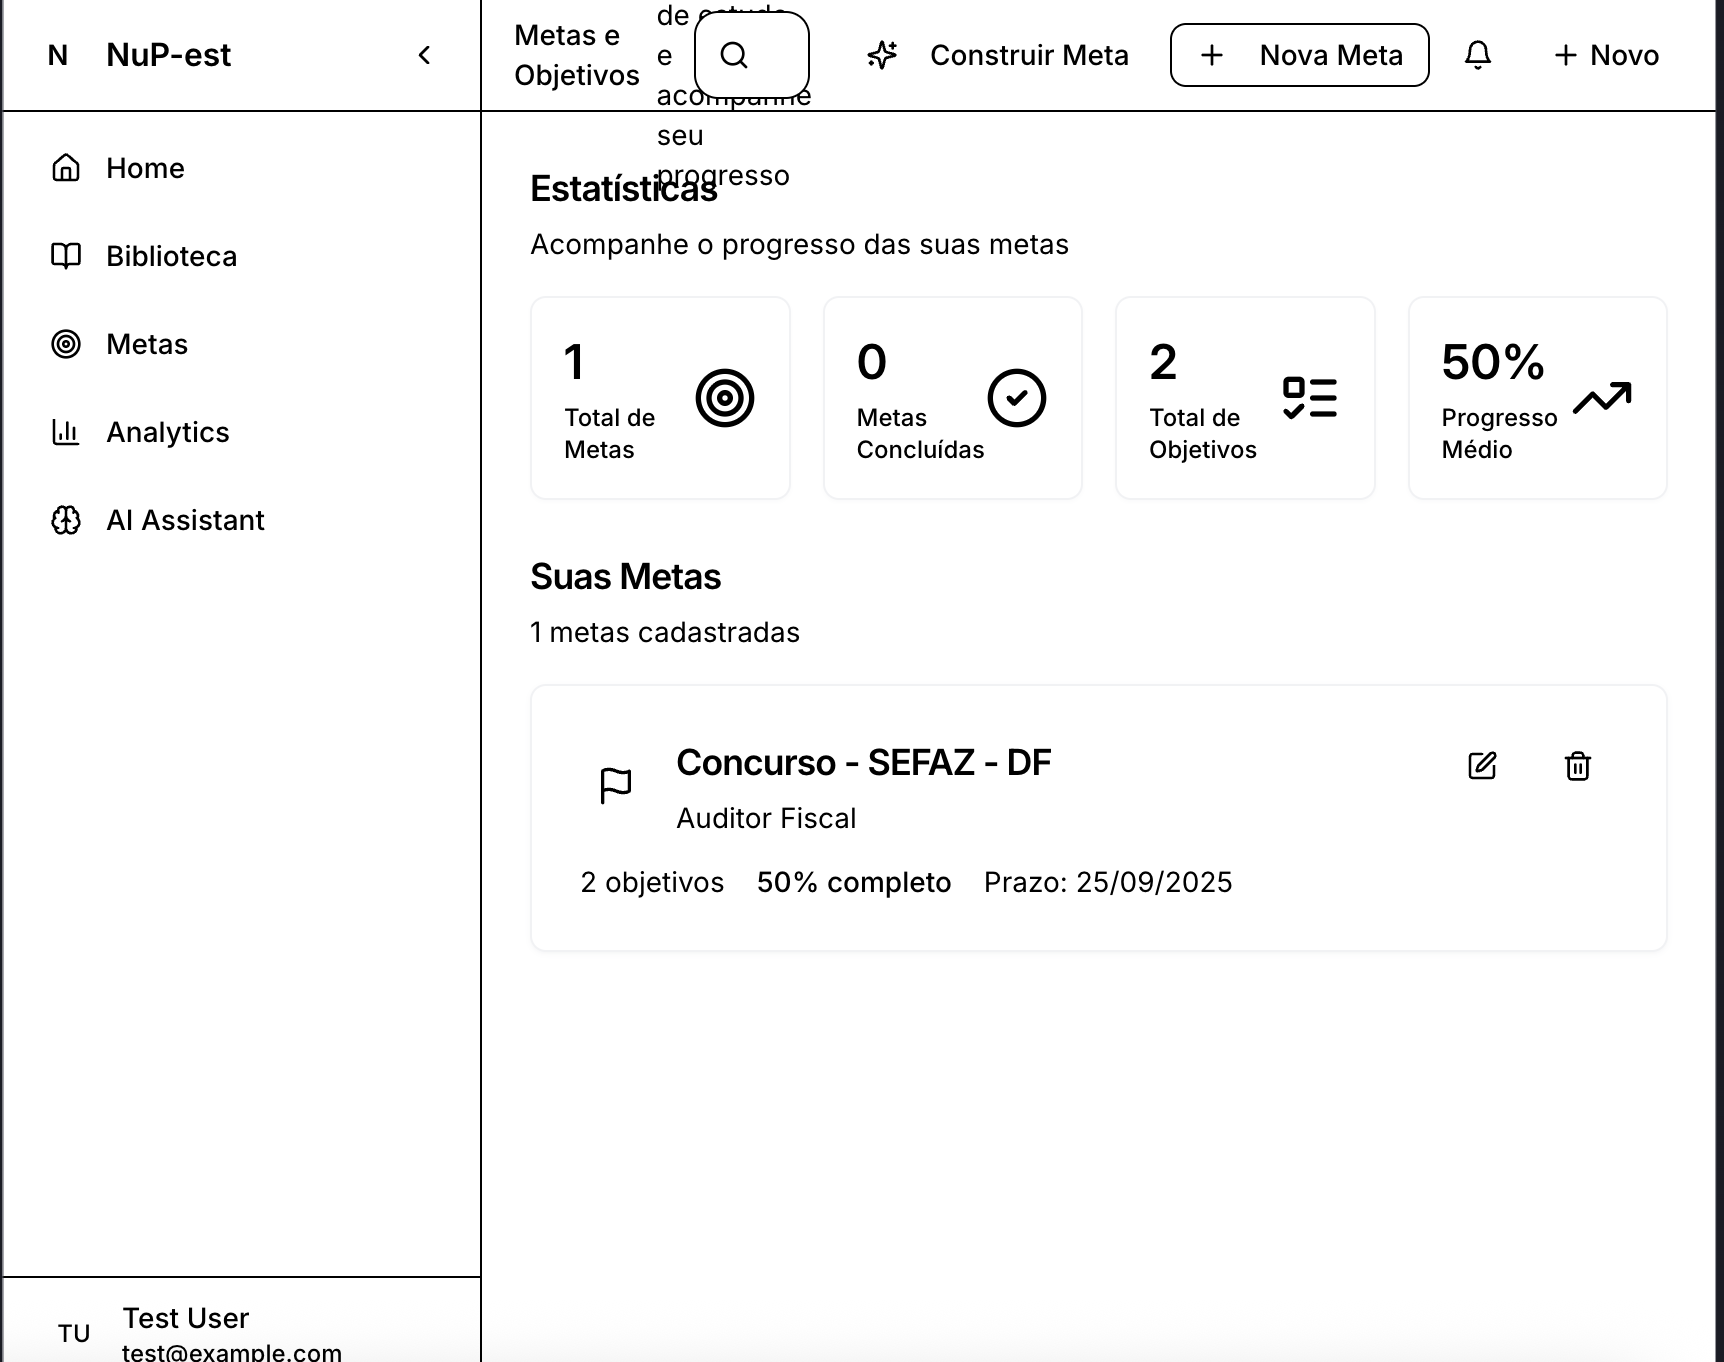 N NuP-est
Home
Biblioteca
Metas
Analytics
AI Assistant
TU
Test User
test@example.com
Metas e
Objetivos
de estudo
e
acompanhe
seu
progresso
Construir Meta
Nova Meta
Novo
Estatísticas
Acompanhe o progresso das suas metas
1
Total de
Metas
0
Metas
Concluídas
2
Total de
Objetivos
50%
Progresso
Médio
Suas Metas
1 metas cadastradas
Concurso - SEFAZ - DF
Auditor Fiscal
2 objetivos 50% completo Prazo: 25/09/2025